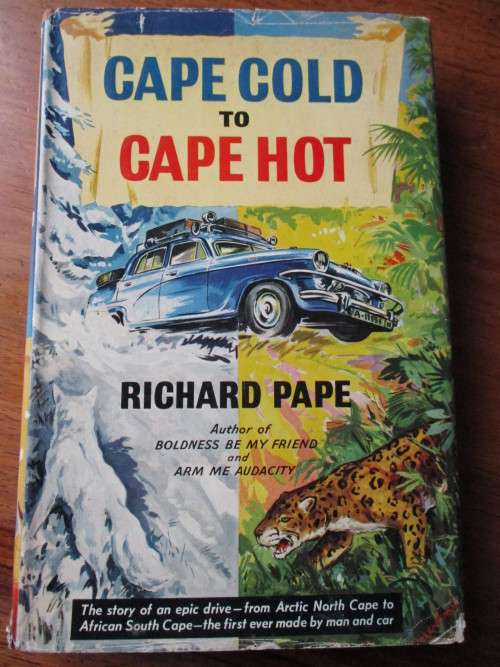 CAPE COLD
TO
CAPE HOT
RICHARD PAPE
Author of
BOLDNESS BE MY FRIEND
and
ARM ME AUDACITY
The story of an epic drive—from Arctic North Cape to
African South Cape—the first ever made by man and car